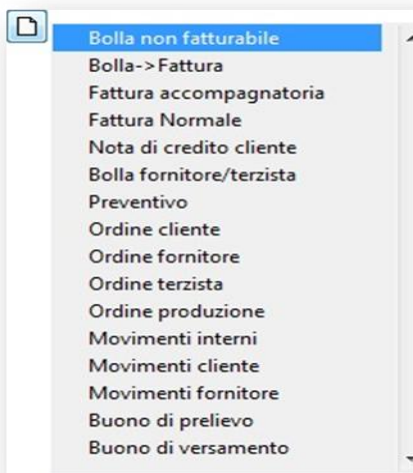 Bolla non fatturabile
Bolla->Fattura
Fattura accompagnatoria
Fattura Normale
Nota di credito cliente
Bolla fornitore/terzista
Preventivo
Ordine cliente
Ordine fornitore
Ordine terzista
Ordine produzione
Movimenti interni
Movimenti cliente
Movimenti fornitore
Buono di prelievo
Buono di versamento